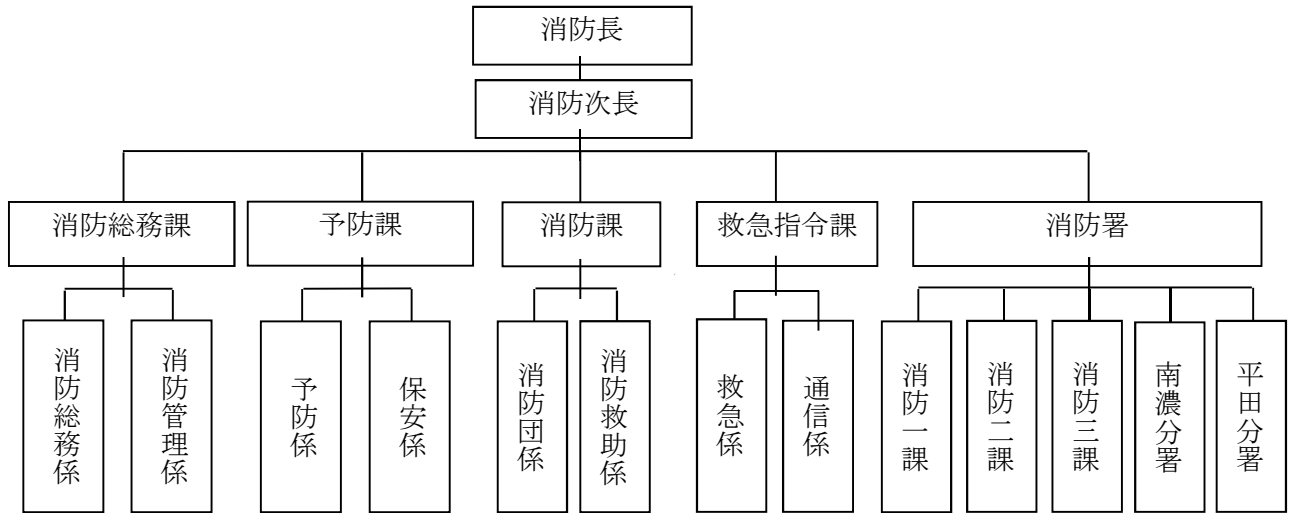 消防長
消防次長
消防総務課
予防課
消防課
救急指令課
消防署
消防総務係
消防管理係
予防係
保安係
消防団係
消防救助係
救急係
通信係
消防一課
消防二課
消防三課
南濃分署
平田分署